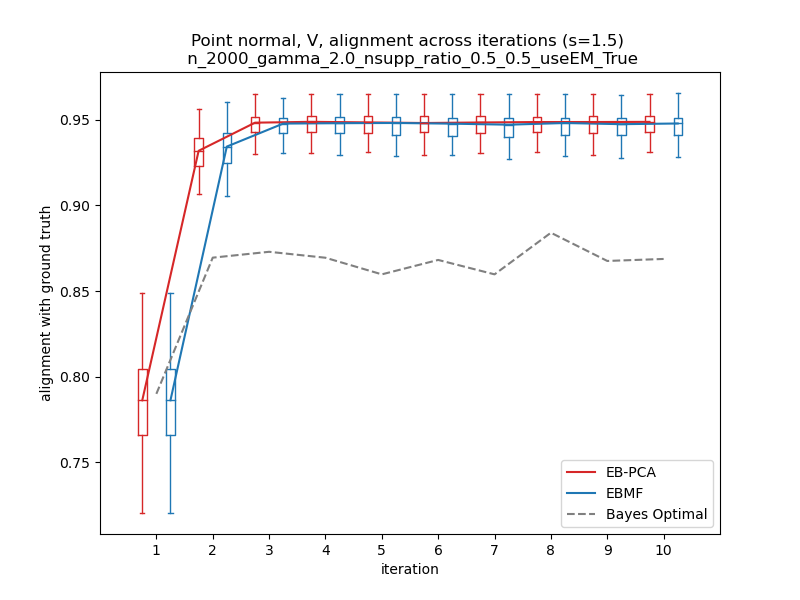 Point normal, V, alignment across iterations (s=1.5)
n_2000_gamma_2.0_nsupp_ratio_0.5_0.5_useEM_True
alignment with ground truth
0.95
0.90
0.85
0.80
0.75
1 2 3 4 5 6 7 8 9 10
iteration
EB-PCA
EBMF
Bayes Optimal